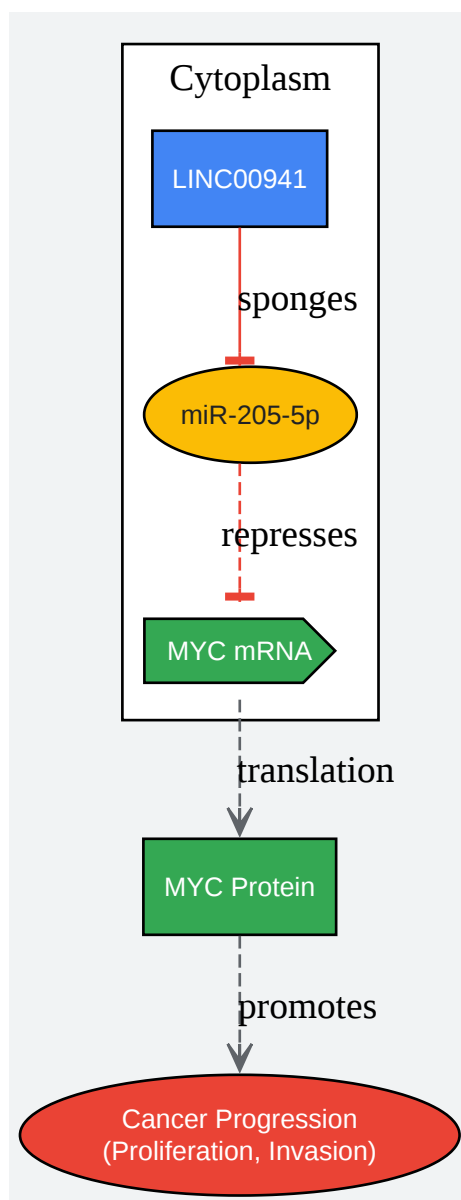 Cytoplasm
LINC00941
sponges
miR-205-5p
represses
MYC mRNA
translation
MYC Protein
promotes
Cancer Progression
(Proliferation, Invasion)